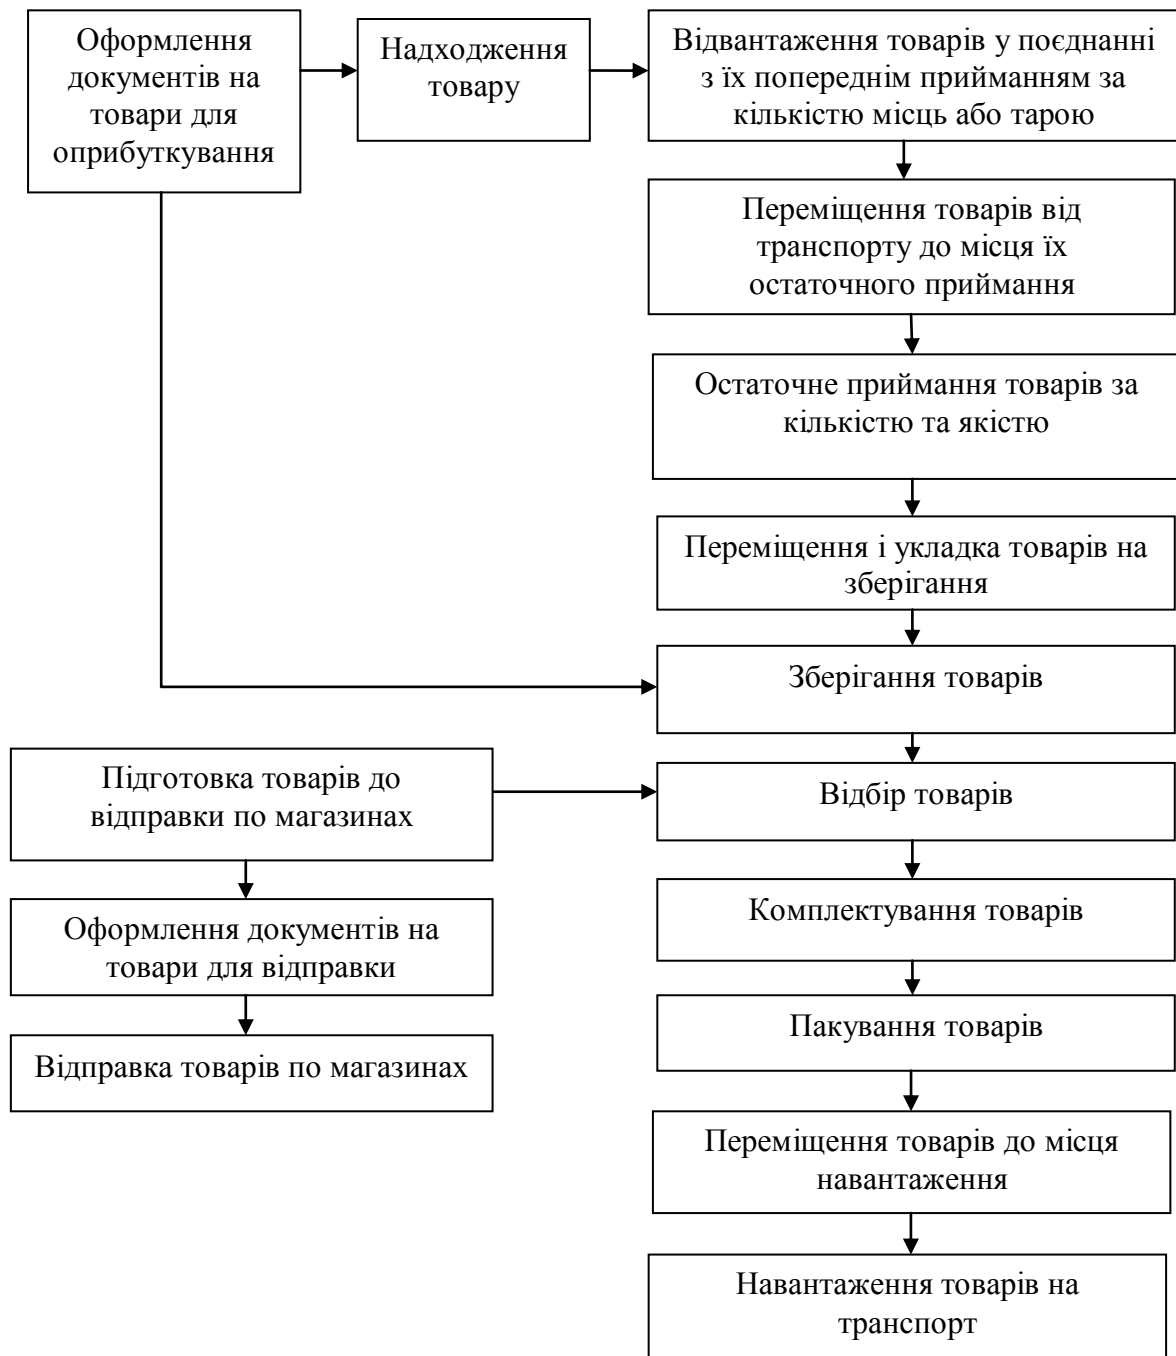 Оформлення
документів на
товари для
оприбуткування
Надходження
товару
Відвантаження товарів у поєднанні
з їх попереднім прийманням за
кількістю місць або тарою
Переміщення товарів від
транспорту до місця їх
остаточного приймання
Остаточне приймання товарів за
кількістю та якістю
Переміщення і укладка товарів на
зберігання
Зберігання товарів
Підготовка товарів до
відправки по магазинах
Відбір товарів
Оформлення документів на
товари для відправки
Комплектування товарів
Відправка товарів по магазинах
Пакування товарів
Переміщення товарів до місця
навантаження
Навантаження товарів на
транспорт